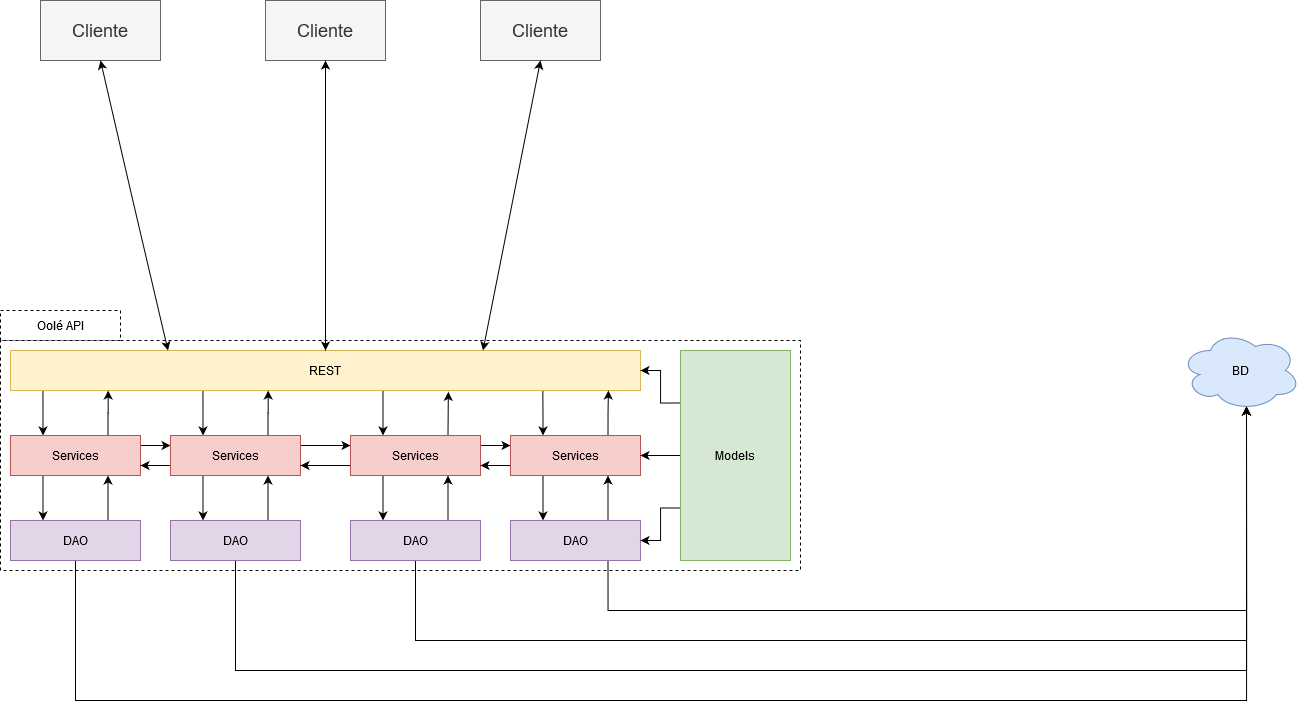 Cliente
Cliente
Cliente
Oolé API
REST
BD
Services
Services
Services
Services
Models
DAO
DAO
DAO
DAO